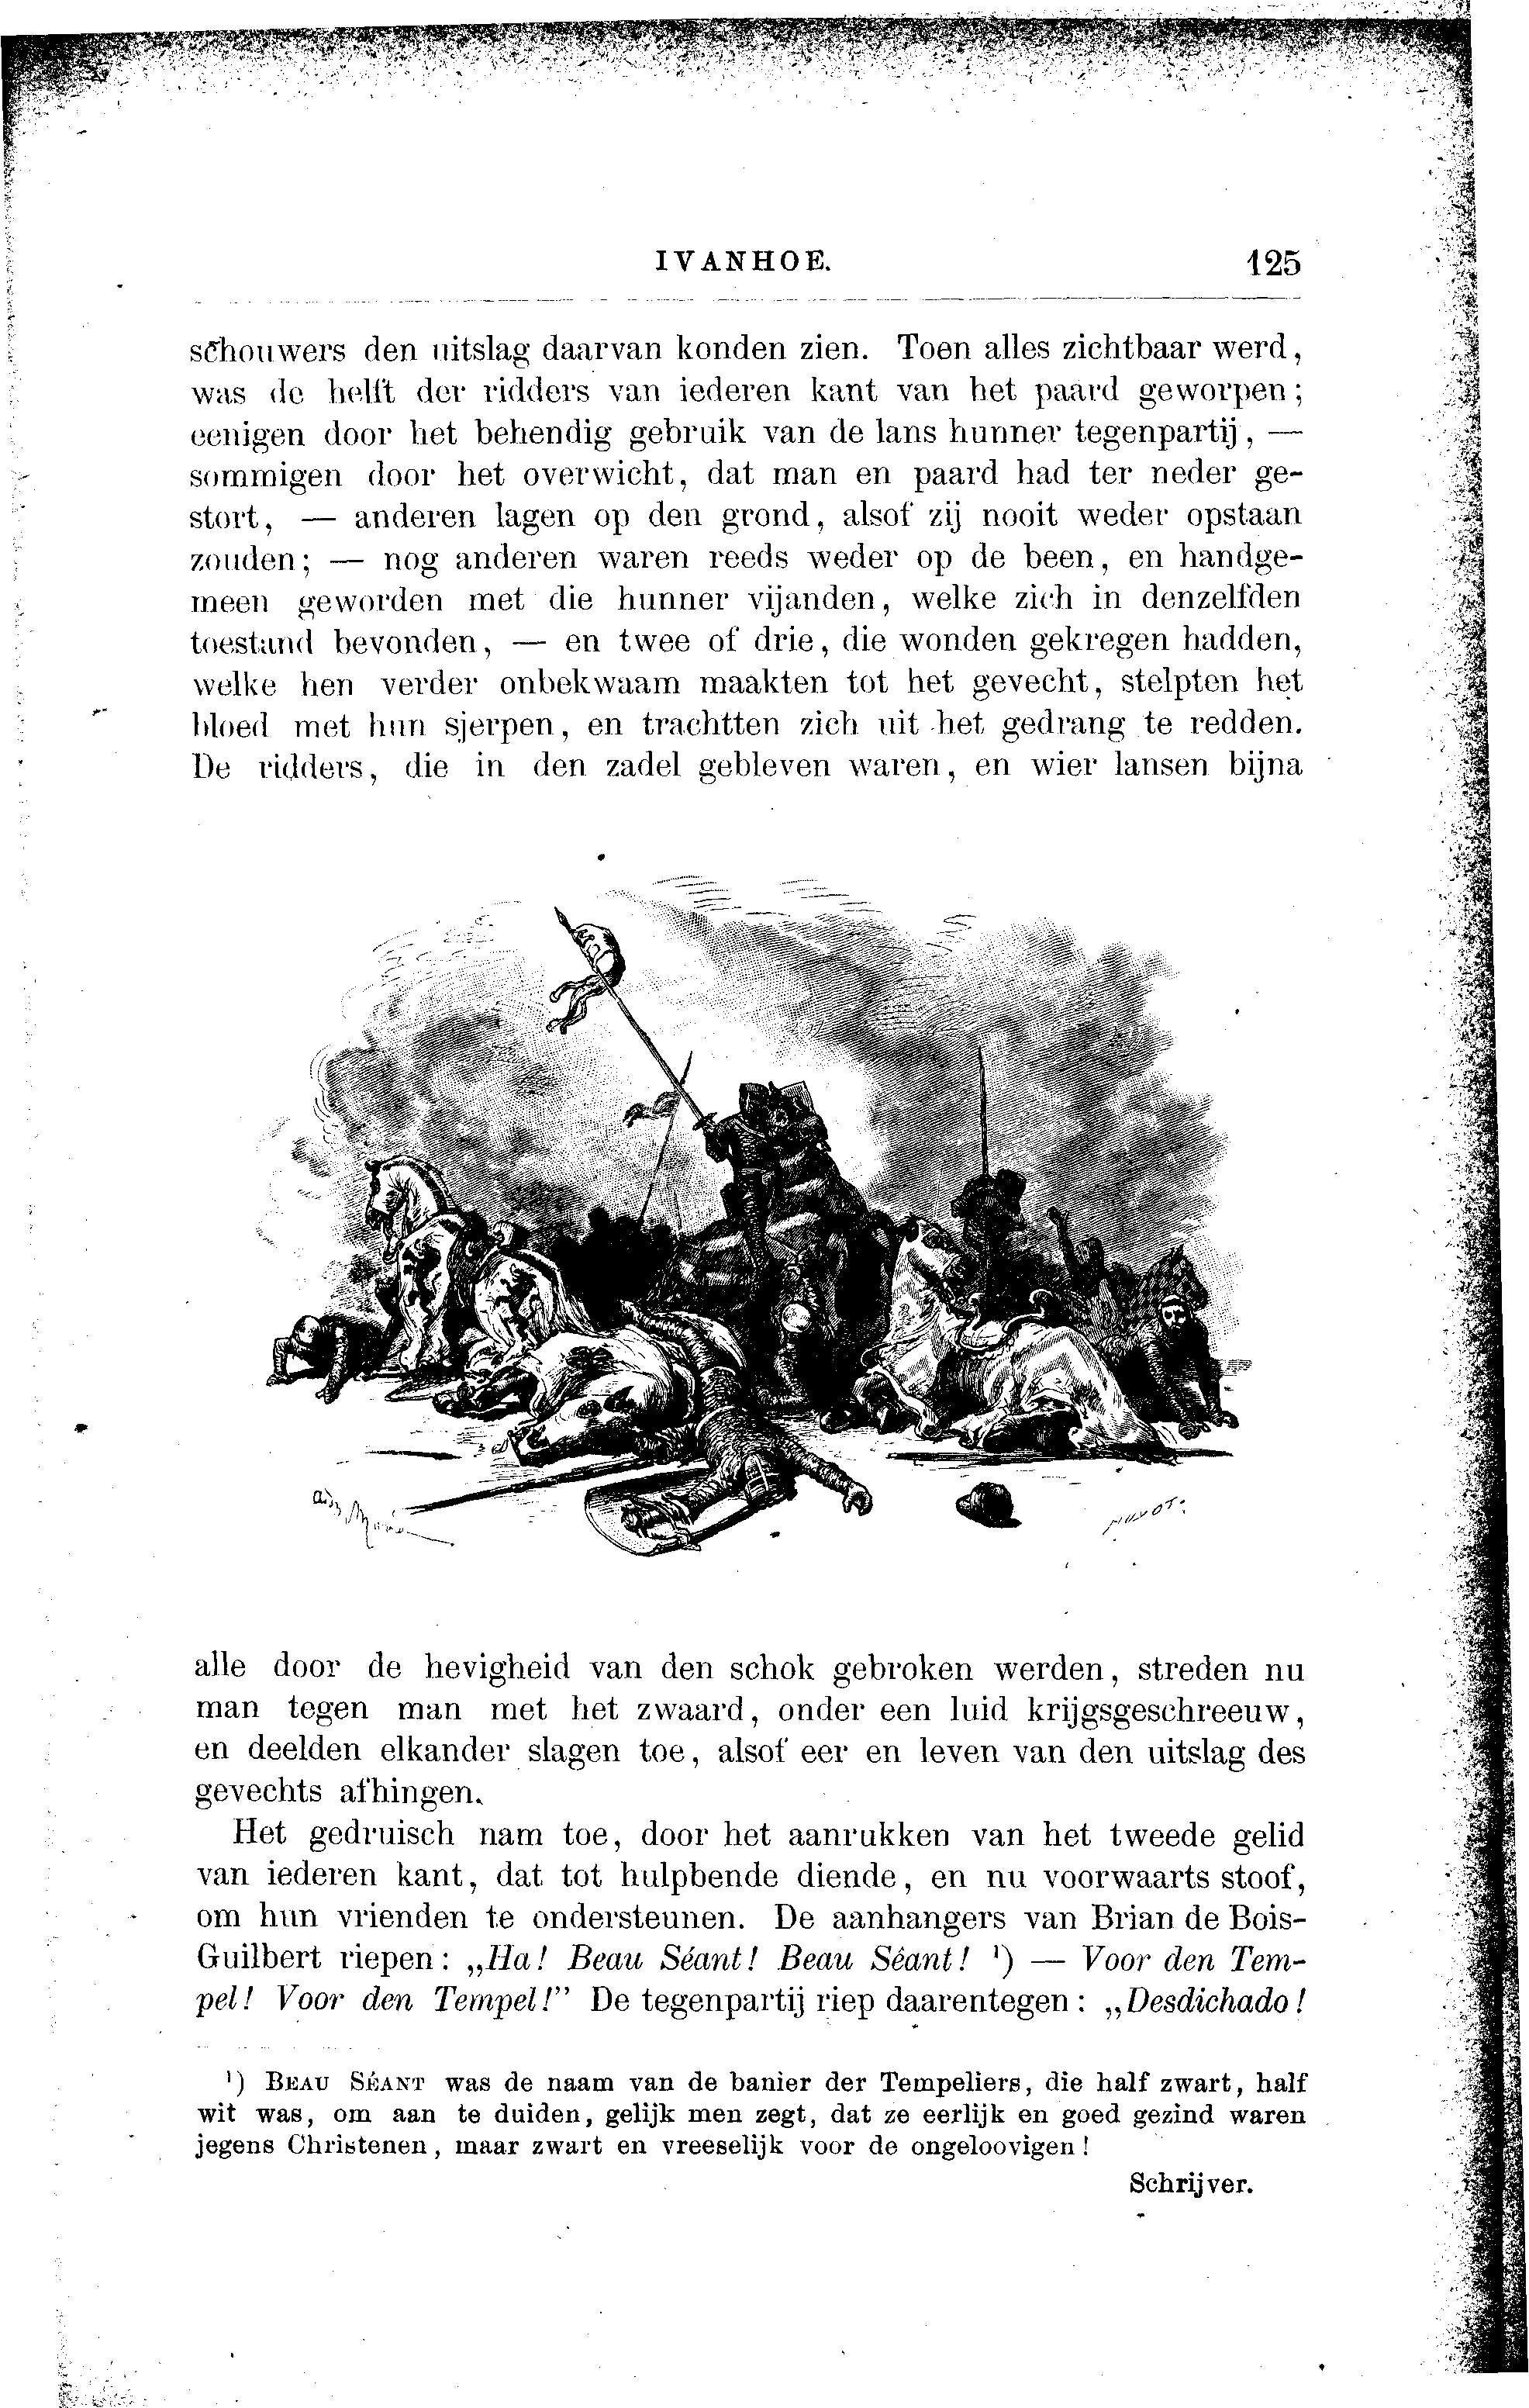 IVANHOE. 125
schouwers den uitslag daarvan konden zien. Toen alles zichtbaar werd,
was de helft der ridders van iederen kant van het paard geworpen;
eenigen door het behendig gebruik van de lans hunner tegenpartij, —
sommigen door het overwicht, dat man en paard had ter neder ge-
stort, — anderen lagen op den grond, alsof zij nooit weder opstaan
zouden; — nog anderen waren reeds weder op de been, en handge-
meen geworden met die hunner vijanden, welke zich in denzelfden
toestand bevonden, — en twee of drie, die wonden gekregen hadden,
welke hen verder onbekwaam maakten tot het gevecht, stelpten het
bloed met hun sjerpen, en trachtten zich uit het gedrang te redden.
De ridders, die in den zadel gebleven waren, en wier lansen bijna
alle door de hevigheid van den schok gebroken werden, streden nu
man tegen man met het zwaard, onder een luid krijgsgeschreeuw,
en deelden elkander slagen toe, alsof eer en leven van den uitslag des
gevechts afhingen.
Het gedruisch nam toe, door het aanrukken van het tweede gelid
van iederen kant, dat tot hulpbende diende, en nu voorwaarts stoof,
om hun vrienden te ondersteunen. De aanhangers van Brian de Bois-
Guilbert riepen: „Ha! Beau Séant! Beau Séant! ¹) — Voor den Tem-
pel! Voor den Tempel!” De tegenpartij riep daarentegen: „Desdichado!
¹) BEAU SÉANT was de naam van de banier der Tempeliers, die half zwart, half
wit was, om aan te duiden, gelijk men zegt, dat ze eerlijk en goed gezind waren
jegens Christenen, maar zwart en vreeselijk voor de ongeloovigen!
Schrijver.